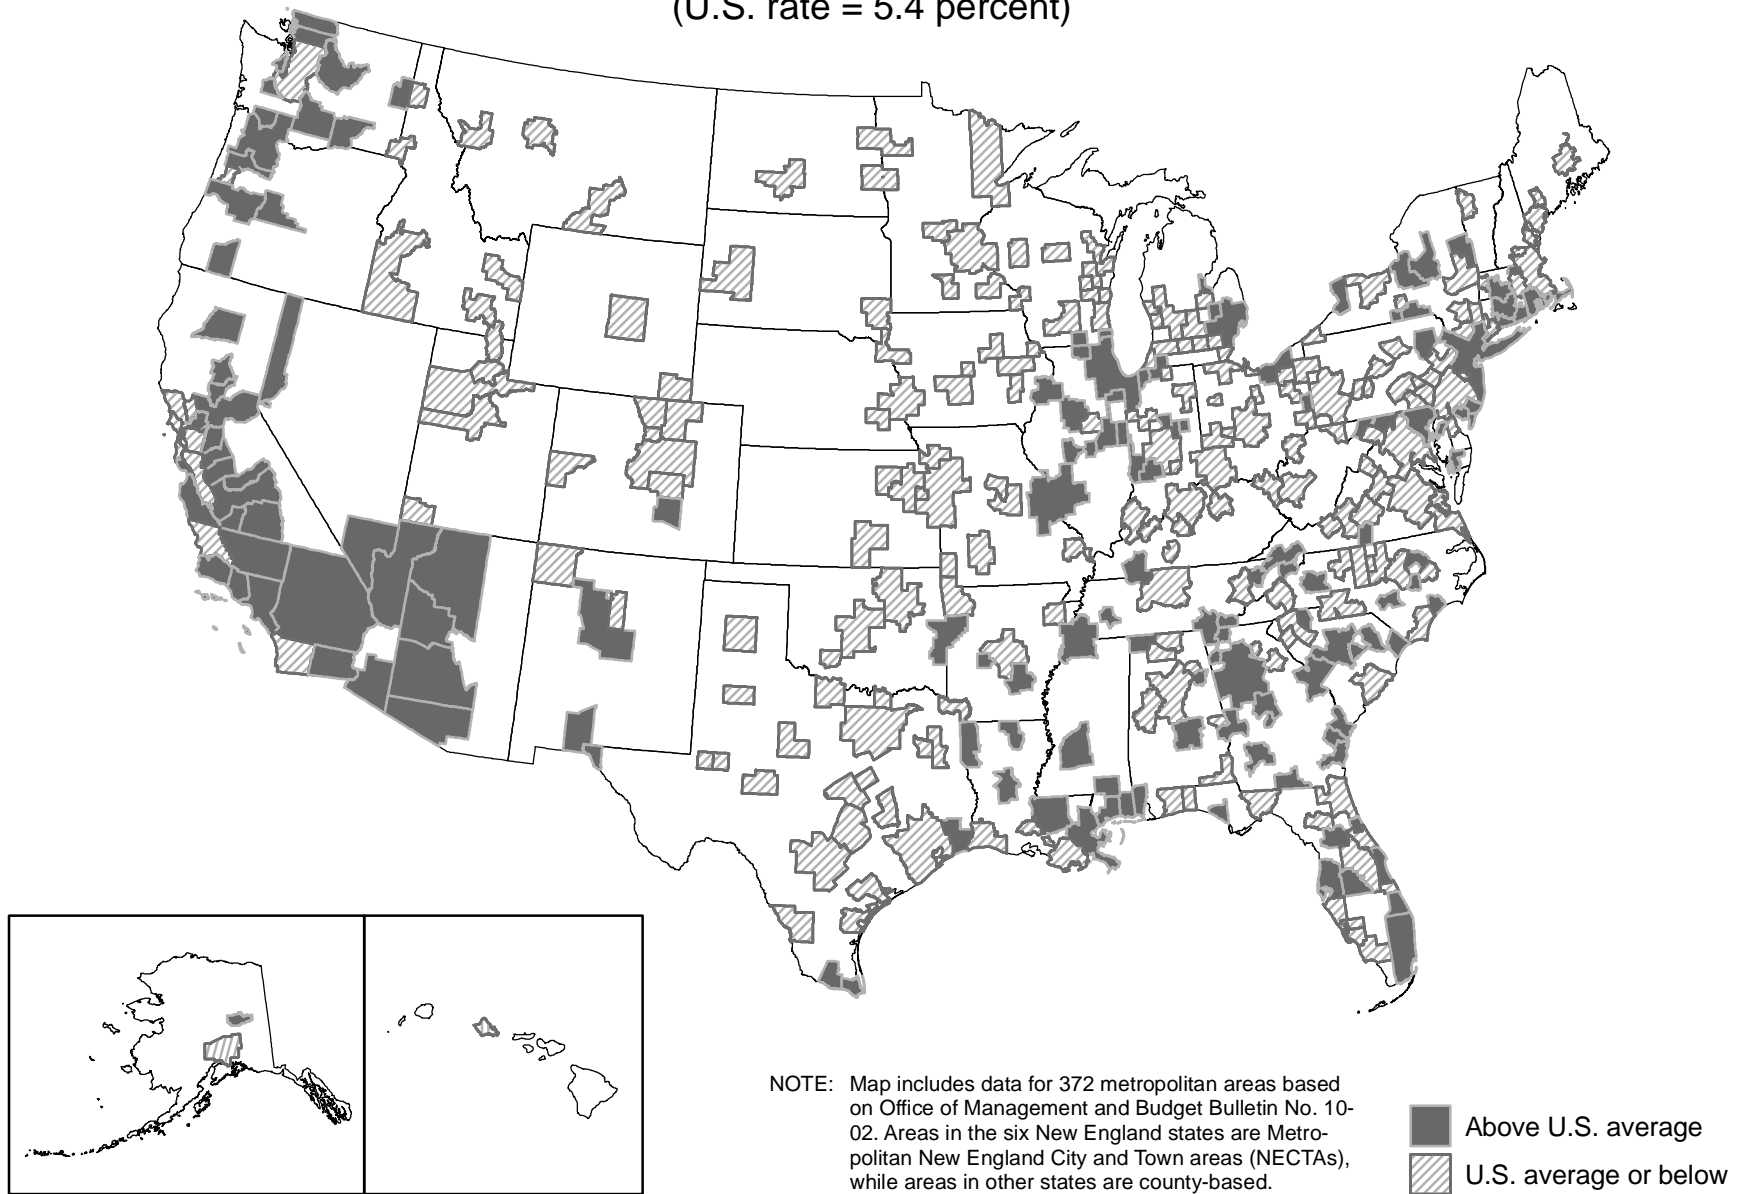 (U.S. rate = 5.4 percent)
NOTE: Map includes data for 372 metropolitan areas based
on Office of Management and Budget Bulletin No. 10-
02. Areas in the six New England states are Metro-
politan New England City and Town areas (NECTAs),
while areas in other states are county-based.
Above U.S. average
U.S. average or below